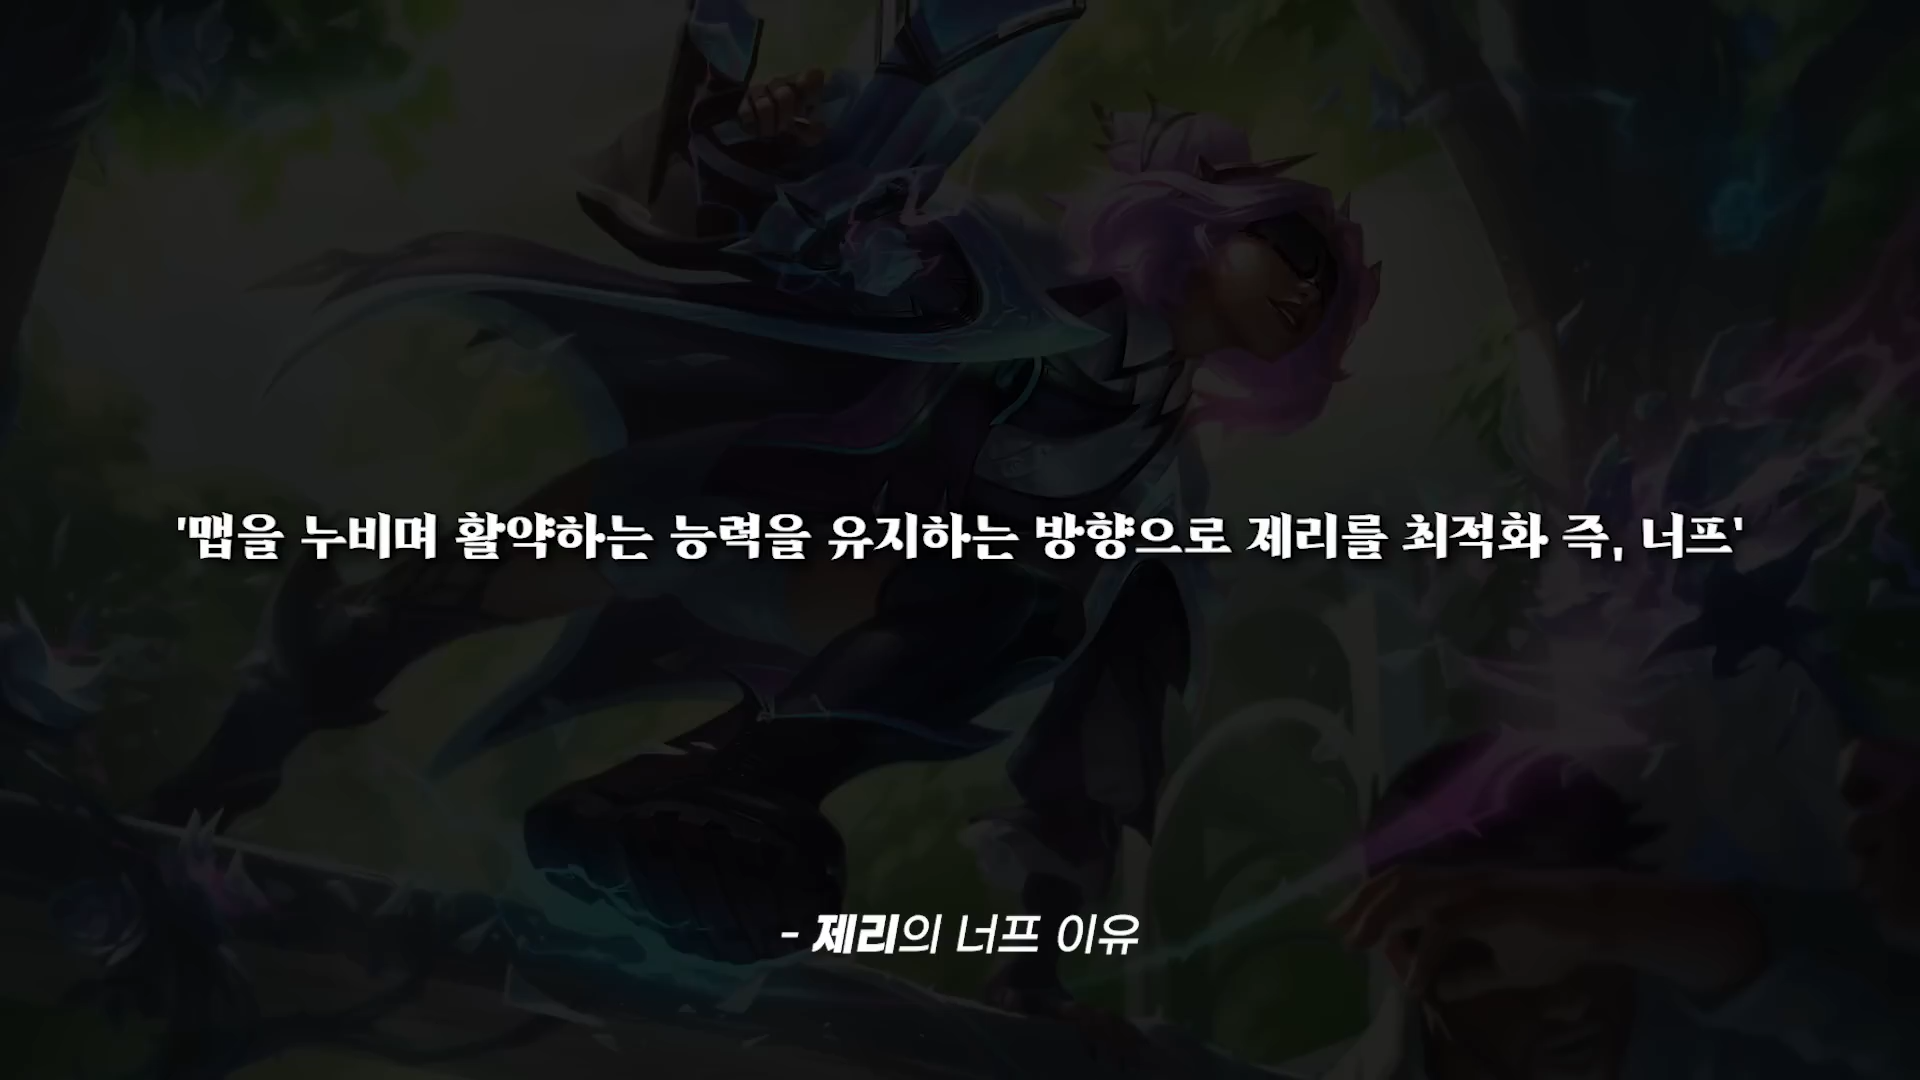 '맵을 누비며 활약하는 능력을 유지하는 방향으로 제리를 최적화 즉, 너프'
- 제리의 너프 이유